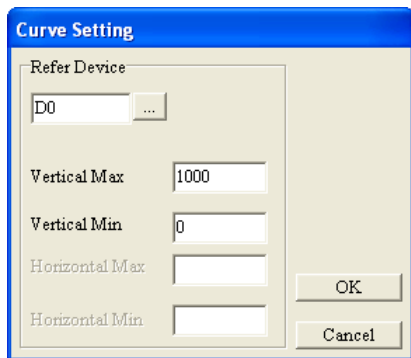 Curve Setting
Refer Device
D0
...
Vertical Max
1000
Vertical Min
0
Horizontal Max
OK
Horizontal Min
Cancel